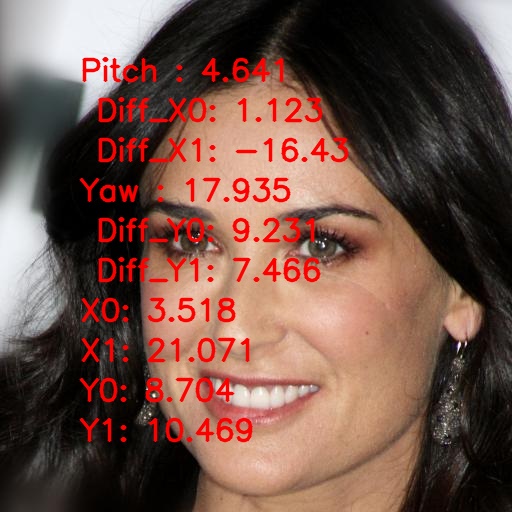 Pitch : 4.641
Diff_X0: 1.123
Diff_X1: -16.43
Yaw : 17.935
Diff_Y0: 9.231
Diff_Y1: 7.466
X0: 3.518
X1: 21.071
Y0: 8.704
Y1: 10.469